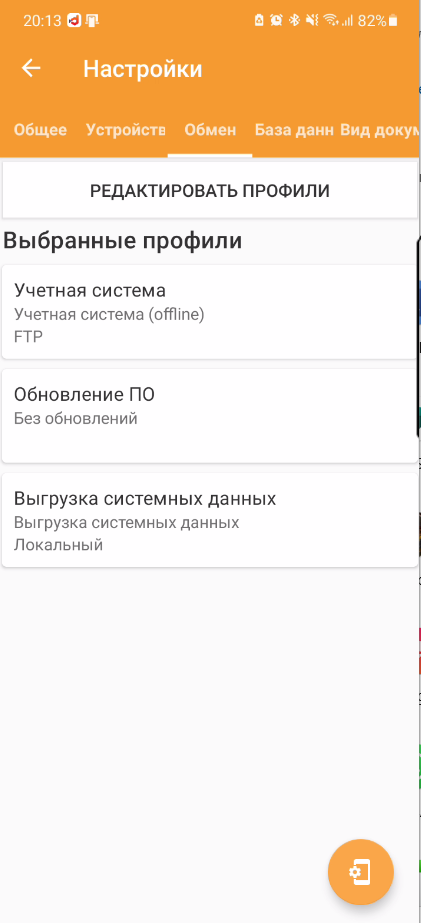 20:13 82%
Настройки
Общее Устройств Обмен База данн Вид докум
РЕДАКТИРОВАТЬ ПРОФИЛИ
Выбранные профили
Учетная система
Учетная система (offline)
FTP
Обновление ПО
Без обновлений
Выгрузка системных данных
Выгрузка системных данных
Локальный